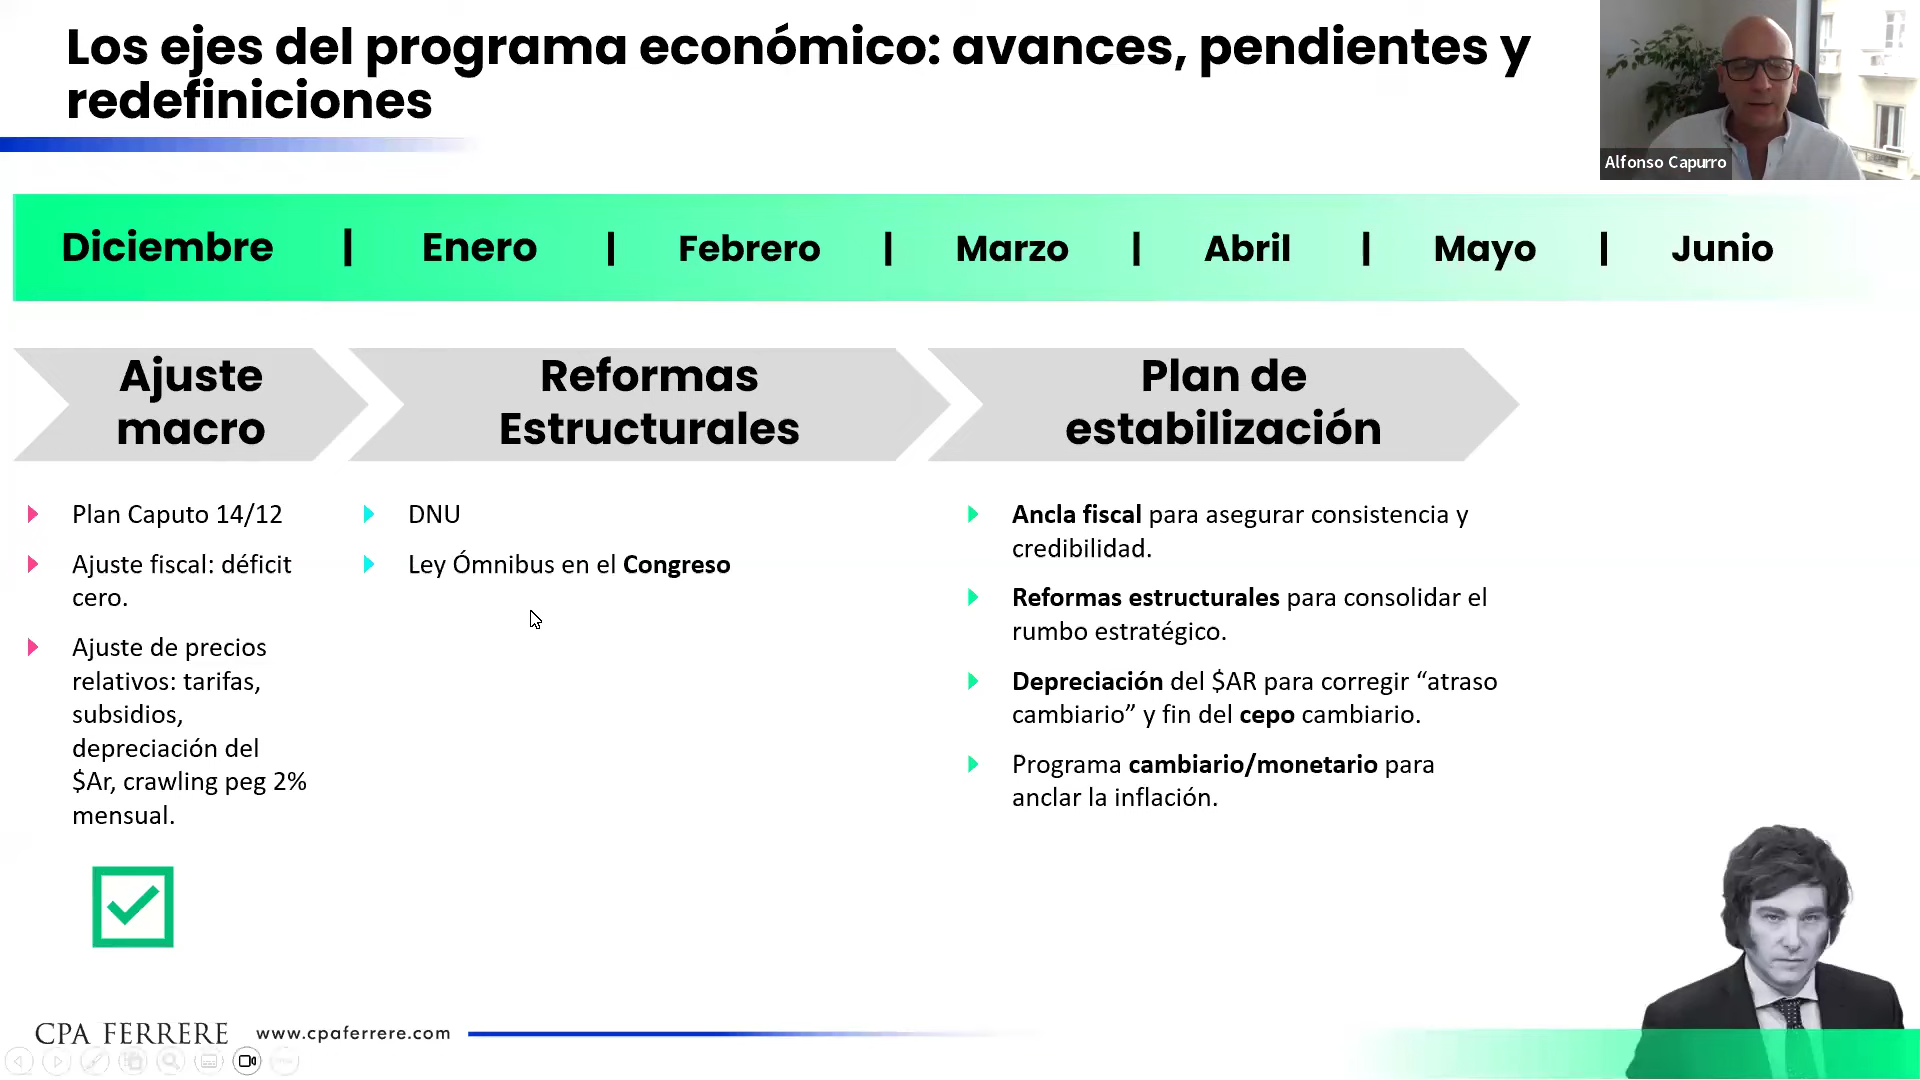 Los ejes del programa económico: avances, pendientes y
redefiniciones
Alfonso Capurro
Diciembre | Enero | Febrero | Marzo | Abril | Mayo | Junio
Ajuste
macro
Reformas
Estructurales
Plan de
estabilización
Plan Caputo 14/12
Ajuste fiscal: déficit
cero.
Ajuste de precios
relativos: tarifas,
subsidios,
depreciación del
$Ar, crawling peg 2%
mensual.
DNU
Ley Ómnibus en el Congreso
Ancla fiscal para asegurar consistencia y
credibilidad.
Reformas estructurales para consolidar el
rumbo estratégico.
Depreciación del $AR para corregir “atraso
cambiario” y fin del cepo cambiario.
Programa cambiario/monetario para
anclar la inflación.
CPA FERRERE www.cpaferrere.com